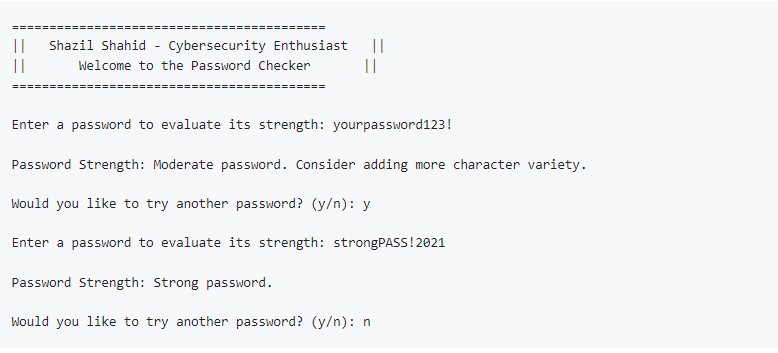 ==========================================
||   Shazil Shahid - Cybersecurity Enthusiast   ||
||       Welcome to the Password Checker       ||
==========================================
Enter a password to evaluate its strength: yourpassword123!
Password Strength: Moderate password. Consider adding more character variety.
Would you like to try another password? (y/n): y
Enter a password to evaluate its strength: strongPASS!2021
Password Strength: Strong password.
Would you like to try another password? (y/n): n